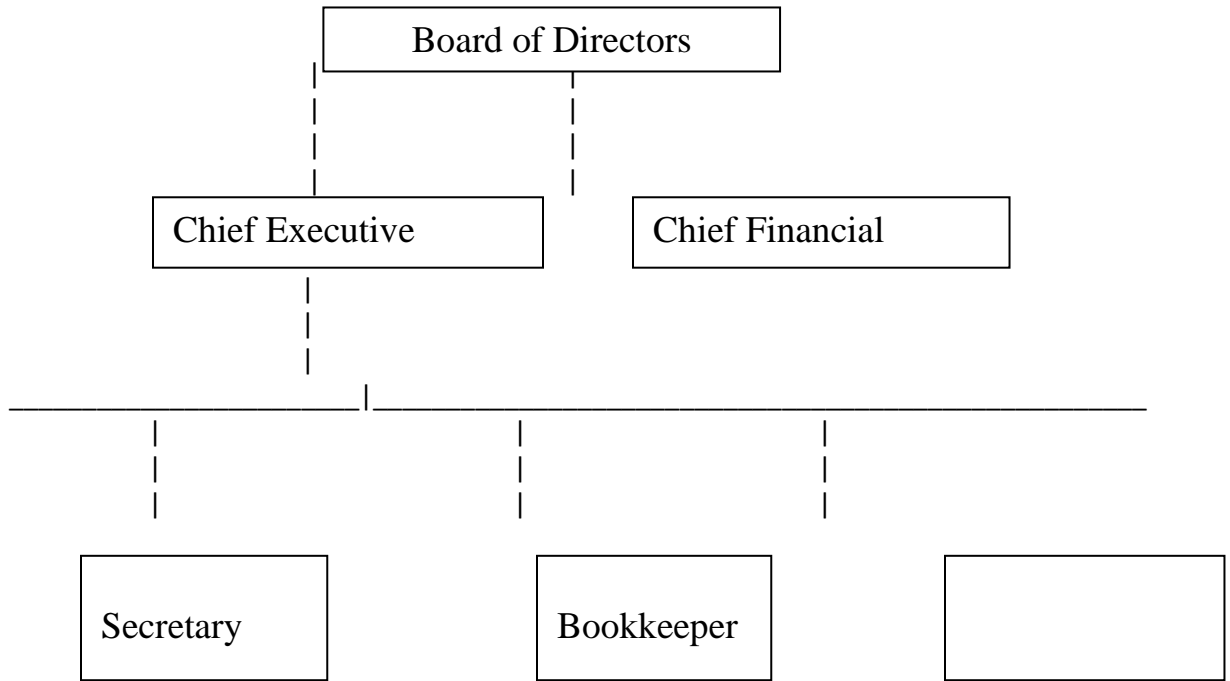 Board of Directors
Chief Executive
Chief Financial
Secretary
Bookkeeper